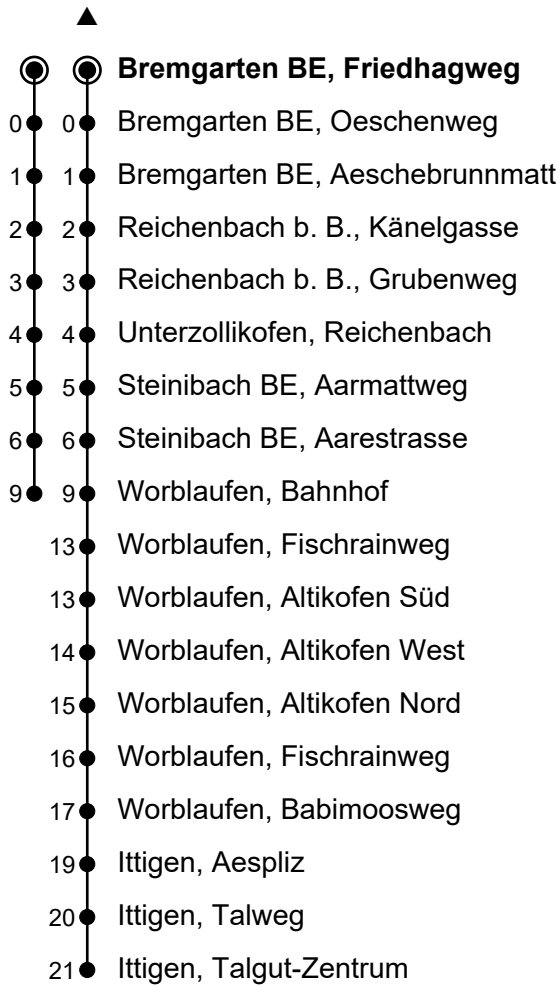 ▲
Bremgarten BE, Friedhagweg
0 0 Bremgarten BE, Oeschenweg
1 1 Bremgarten BE, Aeschebrunnmatt
2 2 Reichenbach b. B., Känelgasse
3 3 Reichenbach b. B., Grubenweg
4 4 Unterzollikofen, Reichenbach
5 5 Steinibach BE, Aarmattweg
6 6 Steinibach BE, Aarestrasse
9 9 Worblaufen, Bahnhof
13 Worblaufen, Fischrainweg
13 Worblaufen, Altikofen Süd
14 Worblaufen, Altikofen West
15 Worblaufen, Altikofen Nord
16 Worblaufen, Fischrainweg
17 Worblaufen, Babimoosweg
19 Ittigen, Aespliz
20 Ittigen, Talweg
21 Ittigen, Talgut-Zentrum